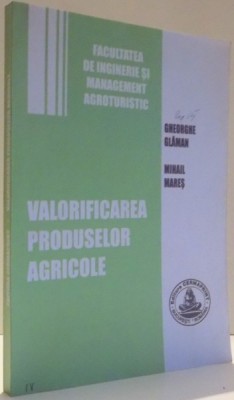 FACULTATEA
DE INGINERIE ȘI
MANAGEMENT
AGROTURISTIC
GHEORGHE
GLĂMAN
MIHAIL
MAREȘ
VALORIFICAREA
PRODUSELOR
AGRICOLE